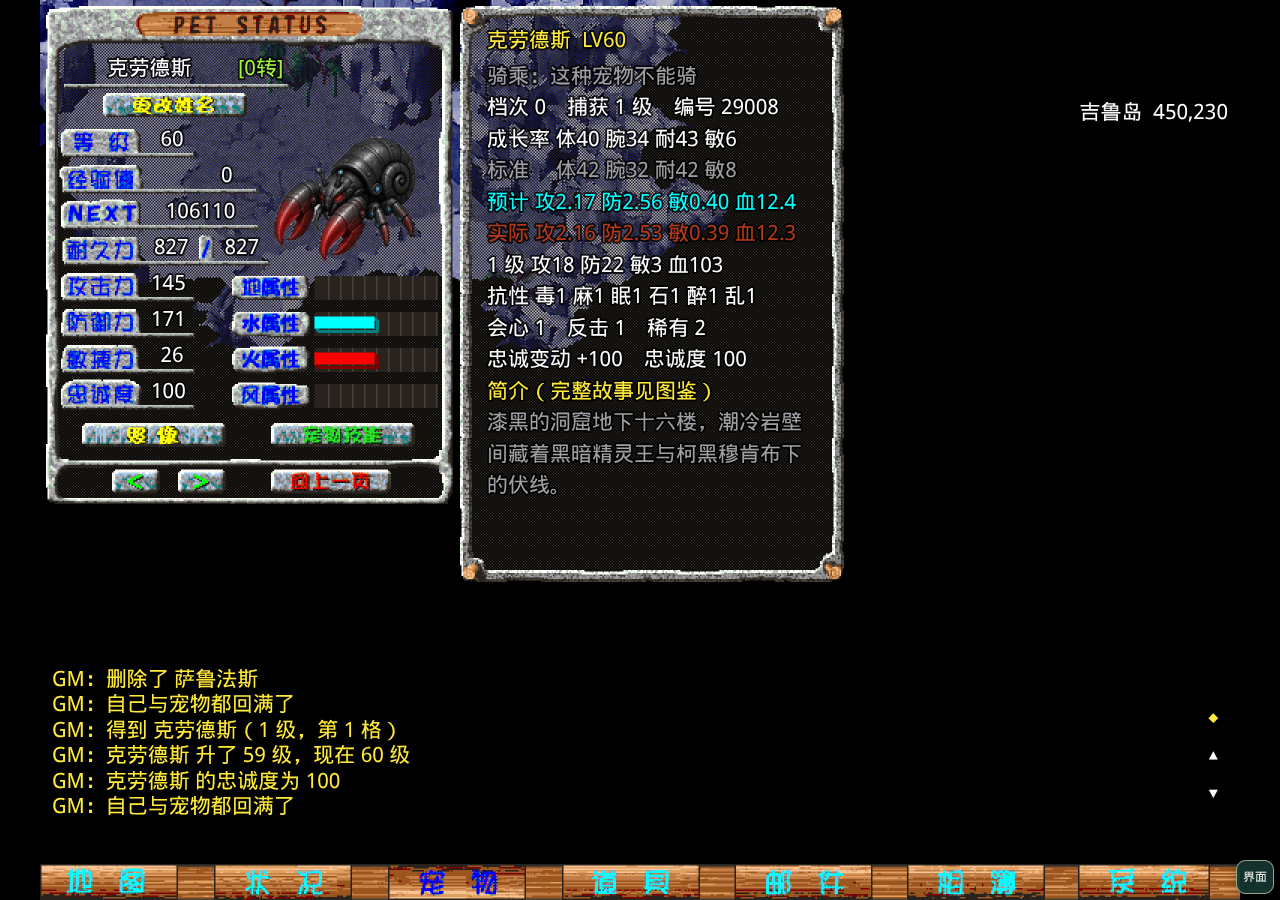 PET STATUS
克劳德斯 [0转]
更改姓名
等级 60
经验值 0
NEXT 106110
耐久力 827 / 827
攻击力 145
地属性
防御力 171
水属性
敏捷力 26
火属性
忠诚度 100
风属性
影像
宠物技能
< >
回上一页
克劳德斯 LV60
骑乘：这种宠物不能骑
档次 0 捕获 1 级 编号 29008
成长率 体40 腕34 耐43 敏6
标准 体42 腕32 耐42 敏8
预计 攻2.17 防2.56 敏0.40 血12.4
实际 攻2.16 防2.53 敏0.39 血12.3
1 级 攻18 防22 敏3 血103
抗性 毒1 麻1 眠1 石1 醉1 乱1
会心 1 反击 1 稀有 2
忠诚变动 +100 忠诚度 100
简介（完整故事见图鉴）
漆黑的洞窟地下十六楼，潮冷岩壁
间藏着黑暗精灵王与柯黑穆肯布下
的伏线。
吉鲁岛 450,230
GM：删除了 萨鲁法斯
GM：自己与宠物都回满了
GM：得到 克劳德斯（1 级，第 1 格）
GM：克劳德斯 升了 59 级，现在 60 级
GM：克劳德斯 的忠诚度为 100
GM：自己与宠物都回满了
地图 状况 宠物 道具 邮件 相簿 系统
界面